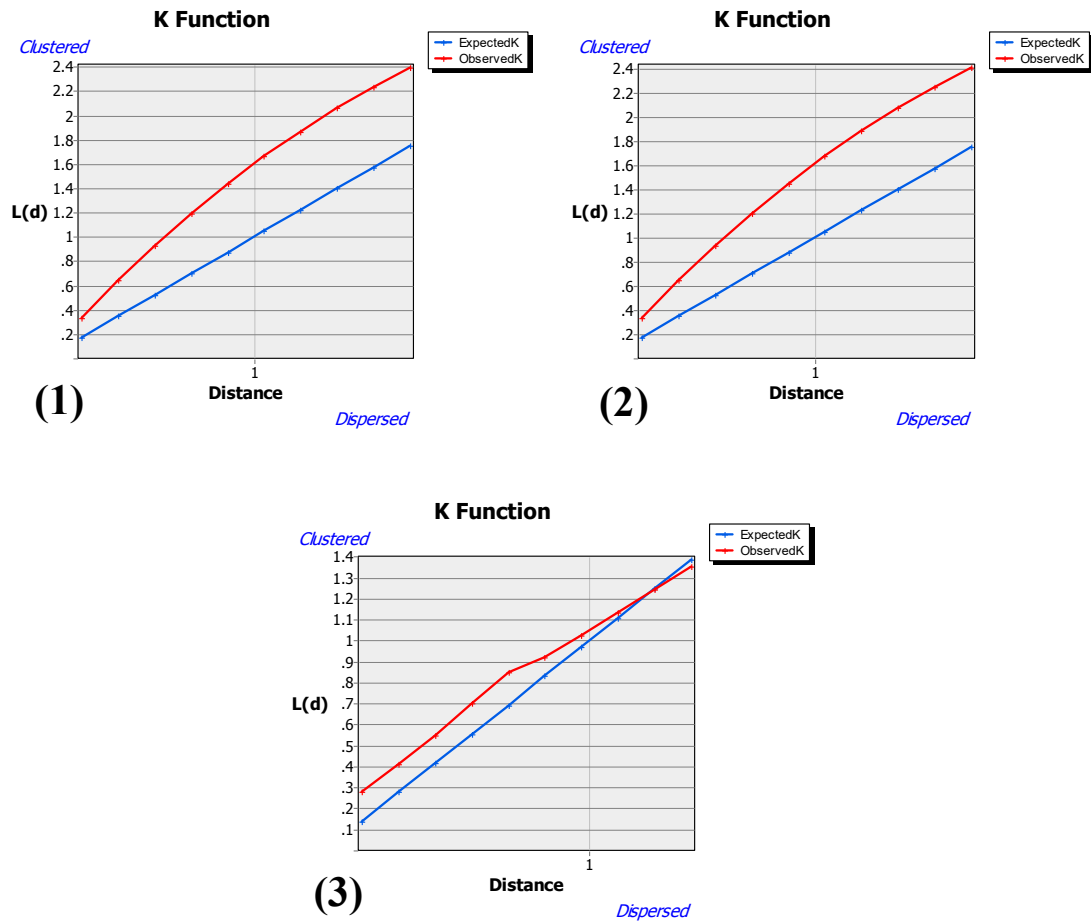 K Function
Clustered
ExpectedK
ObservedK
2.4
2.2
2
1.8
1.6
1.4
1.2
L(d)
1
.8
.6
.4
.2
1
Distance
(1)
Dispersed
K Function
Clustered
ExpectedK
ObservedK
2.4
2.2
2
1.8
1.6
1.4
1.2
L(d)
1
.8
.6
.4
.2
1
Distance
(2)
Dispersed
K Function
Clustered
ExpectedK
ObservedK
1.4
1.3
1.2
1.1
1
.9
.8
.7
L(d)
.6
.5
.4
.3
.2
.1
1
Distance
(3)
Dispersed